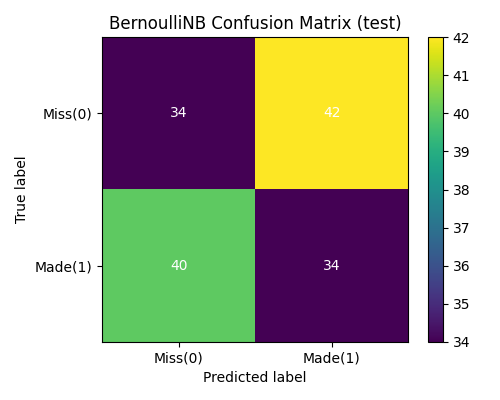 BernoulliNB Confusion Matrix (test)
True label
Miss(0)
34
42
Made(1)
40
34
Miss(0)
Made(1)
Predicted label
42
41
40
39
38
37
36
35
34